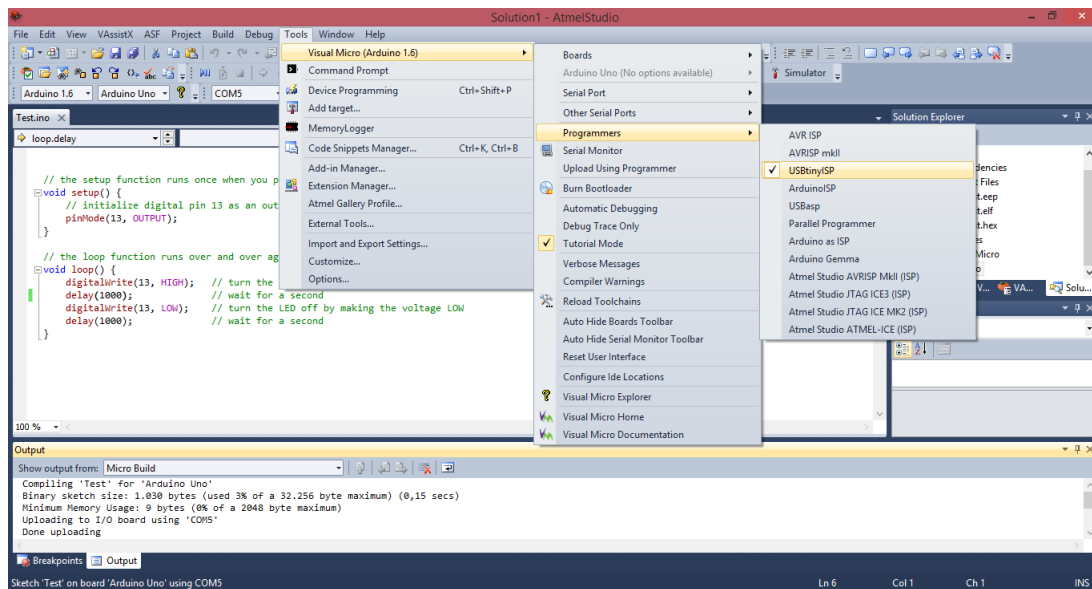 Solution1 - AtmelStudio
File Edit View VAssistX ASF Project Build Debug Tools Window Help
Simulator
Arduino 1.6 Arduino Uno COM5
Test.ino
loop.delay
// the setup function runs once when you p
void setup() {
// initialize digital pin 13 as an out
pinMode(13, OUTPUT);
}
// the loop function runs over and over ag
void loop() {
digitalWrite(13, HIGH); // turn the
delay(1000); // wait for a second
digitalWrite(13, LOW); // turn the LED off by making the voltage LOW
delay(1000); // wait for a second
}
100 %
Visual Micro (Arduino 1.6)
Command Prompt
Device Programming Ctrl+Shift+P
Add target...
MemoryLogger
Code Snippets Manager... Ctrl+K, Ctrl+B
Add-in Manager...
Extension Manager...
Atmel Gallery Profile...
External Tools...
Import and Export Settings...
Customize...
Options...
Boards
Arduino Uno (No options available)
Serial Port
Other Serial Ports
Programmers
Serial Monitor
Upload Using Programmer
Burn Bootloader
Automatic Debugging
Debug Trace Only
Tutorial Mode
Verbose Messages
Compiler Warnings
Reload Toolchains
Auto Hide Boards Toolbar
Auto Hide Serial Monitor Toolbar
Reset User Interface
Configure Ide Locations
Visual Micro Explorer
Visual Micro Home
Visual Micro Documentation
AVR ISP
AVRISP mkII
USBtinyISP
ArduinoISP
USBasp
Parallel Programmer
Arduino as ISP
Arduino Gemma
Atmel Studio AVRISP MkII (ISP)
Atmel Studio JTAG ICE3 (ISP)
Atmel Studio JTAG ICE MK2 (ISP)
Atmel Studio ATMEL-ICE (ISP)
Solution Explorer
dencies
Files
t.eep
t.elf
t.hex
es
Micro
o
V... VA... Solu...
Output
Show output from: Micro Build
Compiling 'Test' for 'Arduino Uno'
Binary sketch size: 1.030 bytes (used 3% of a 32.256 byte maximum) (0,15 secs)
Minimum Memory Usage: 9 bytes (0% of a 2048 byte maximum)
Uploading to I/O board using 'COM5'
Done uploading
Breakpoints Output
Sketch 'Test' on board 'Arduino Uno' using COM5 Ln 6 Col 1 Ch 1 INS